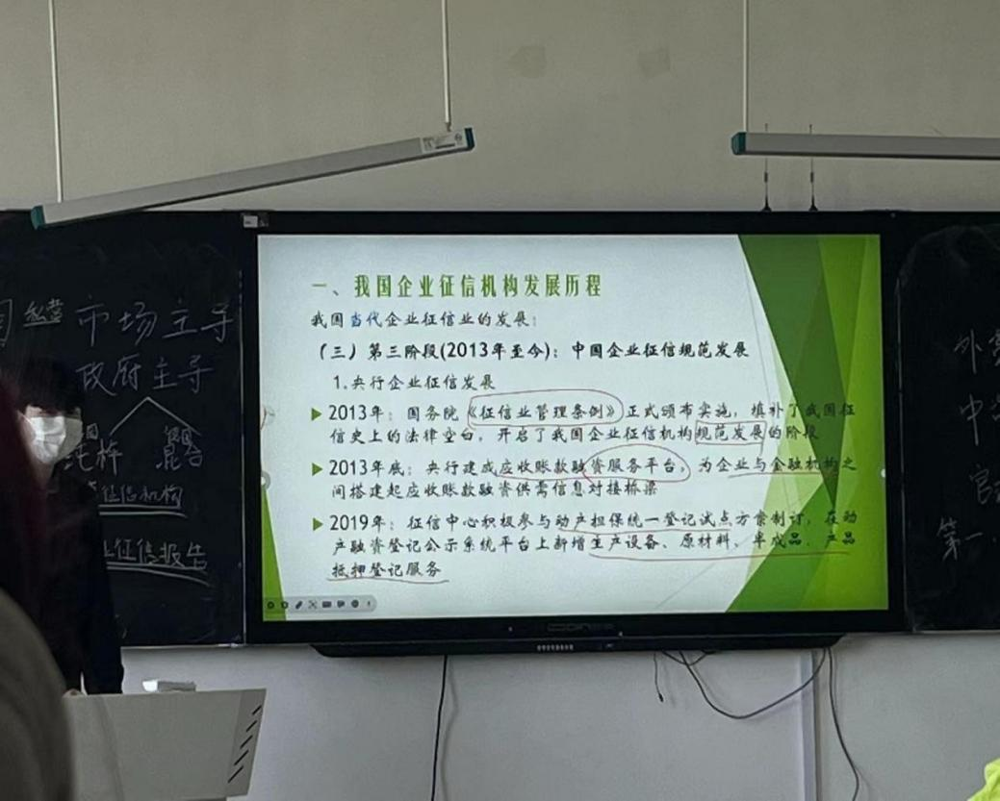 市场主导
政府主导
混合
征信机构
征信报告
一、我国企业征信机构发展历程
我国当代企业征信业的发展：
（三）第三阶段(2013年至今)：中国企业征信规范发展
1.央行企业征信发展
2013年：国务院《征信业管理条例》正式颁布实施，填补了我国征
信史上的法律空白，开启了我国企业征信机构规范发展的阶段
2013年底：央行建成应收账款融资服务平台，为企业与金融机构之
间搭建起应收账款融资供需信息对接桥梁
2019年：征信中心积极参与动产担保统一登记试点方案制订，在动
产融资登记公示系统平台上新增生产设备、原材料、半成品、产品
抵押登记服务
外资
中
第一